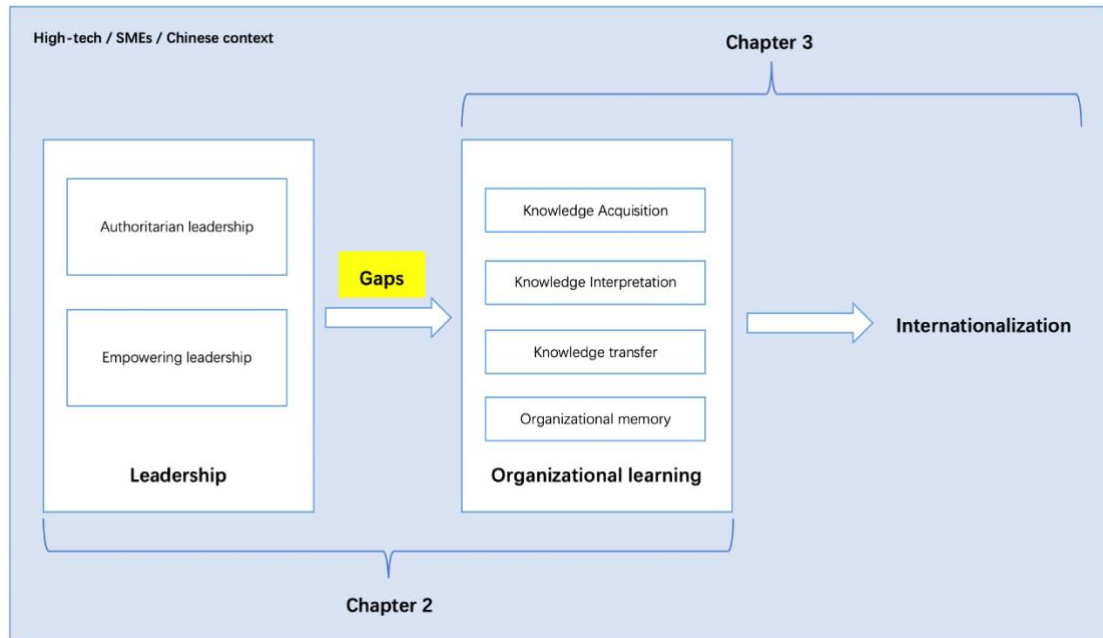 High-tech / SMEs / Chinese context
Chapter 3
Authoritarian leadership
Empowering leadership
Leadership
Gaps
Knowledge Acquisition
Knowledge Interpretation
Knowledge transfer
Organizational memory
Organizational learning
Internationalization
Chapter 2